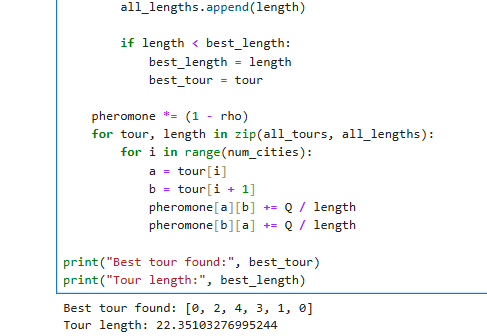 all_lengths.append(length)

        if length < best_length:
            best_length = length
            best_tour = tour

    pheromone *= (1 - rho)
    for tour, length in zip(all_tours, all_lengths):
        for i in range(num_cities):
            a = tour[i]
            b = tour[i + 1]
            pheromone[a][b] += Q / length
            pheromone[b][a] += Q / length

print("Best tour found:", best_tour)
print("Tour length:", best_length)
Best tour found: [0, 2, 4, 3, 1, 0]
Tour length: 22.35103276995244